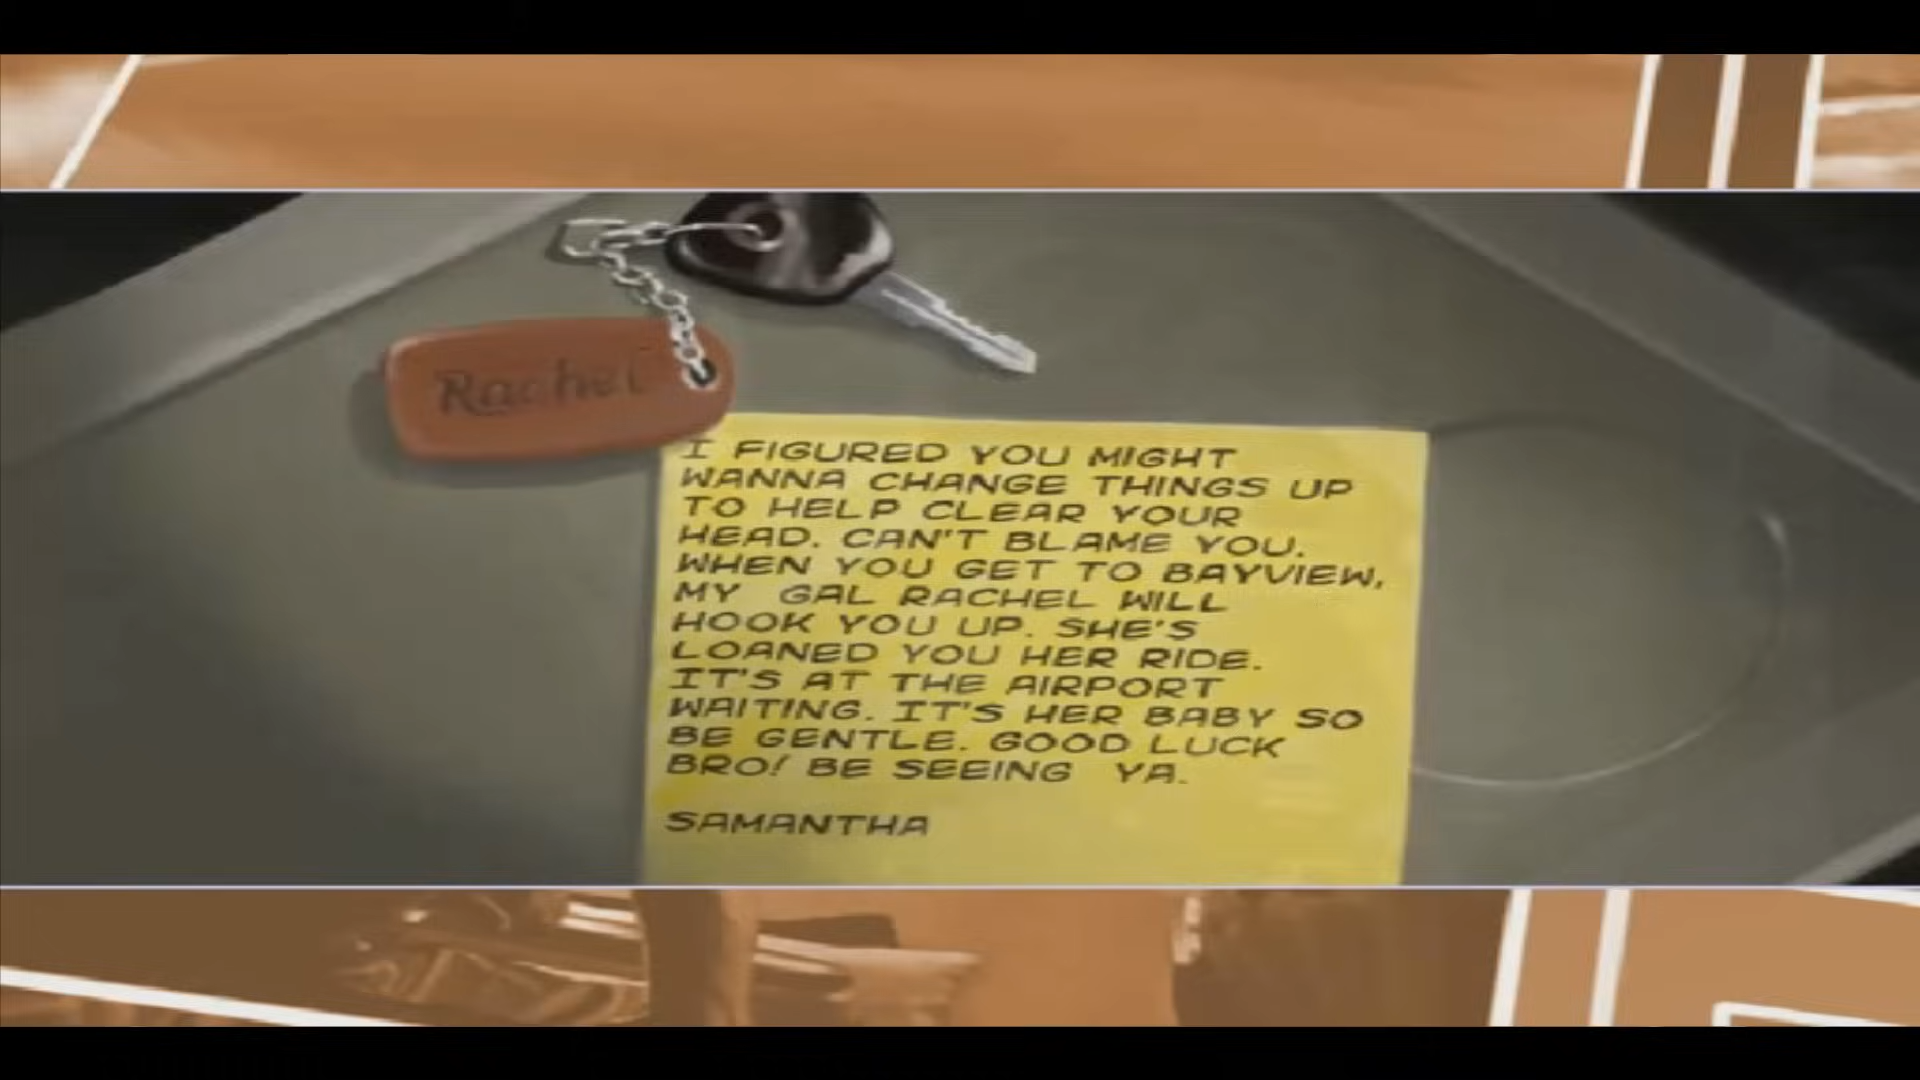 Rachel
I FIGURED YOU MIGHT
WANNA CHANGE THINGS UP
TO HELP CLEAR YOUR
HEAD. CAN'T BLAME YOU.
WHEN YOU GET TO BAYVIEW,
MY GAL RACHEL WILL
HOOK YOU UP. SHE'S
LOANED YOU HER RIDE.
IT'S AT THE AIRPORT
WAITING. IT'S HER BABY SO
BE GENTLE. GOOD LUCK
BRO! BE SEEING YA.
SAMANTHA